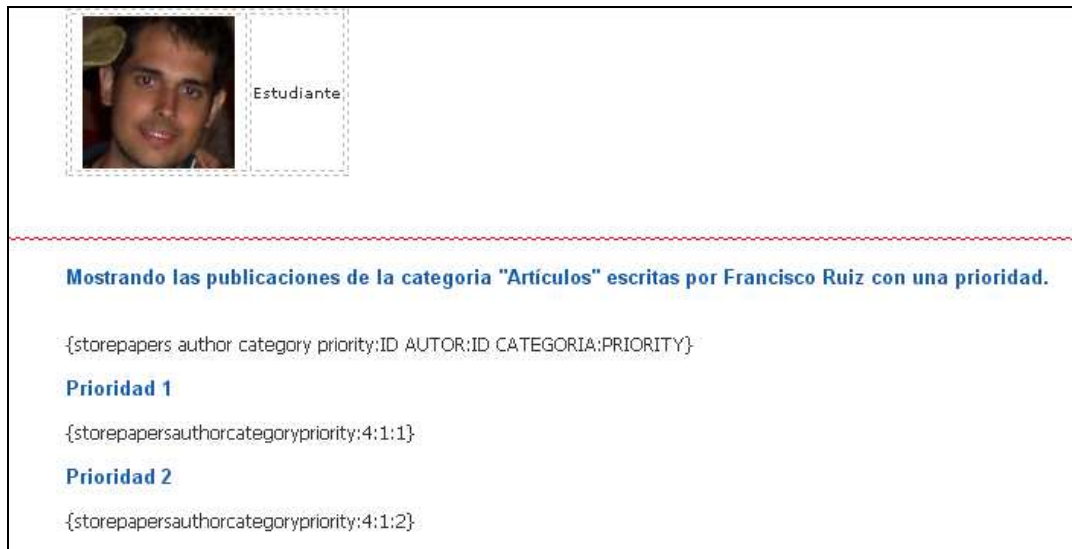 Estudiante
Mostrando las publicaciones de la categoria "Artículos" escritas por Francisco Ruiz con una prioridad.
{storepapers author category priority:ID AUTOR:ID CATEGORIA:PRIORITY}
Prioridad 1
{storepapersauthorcategorypriority:4:1:1}
Prioridad 2
{storepapersauthorcategorypriority:4:1:2}